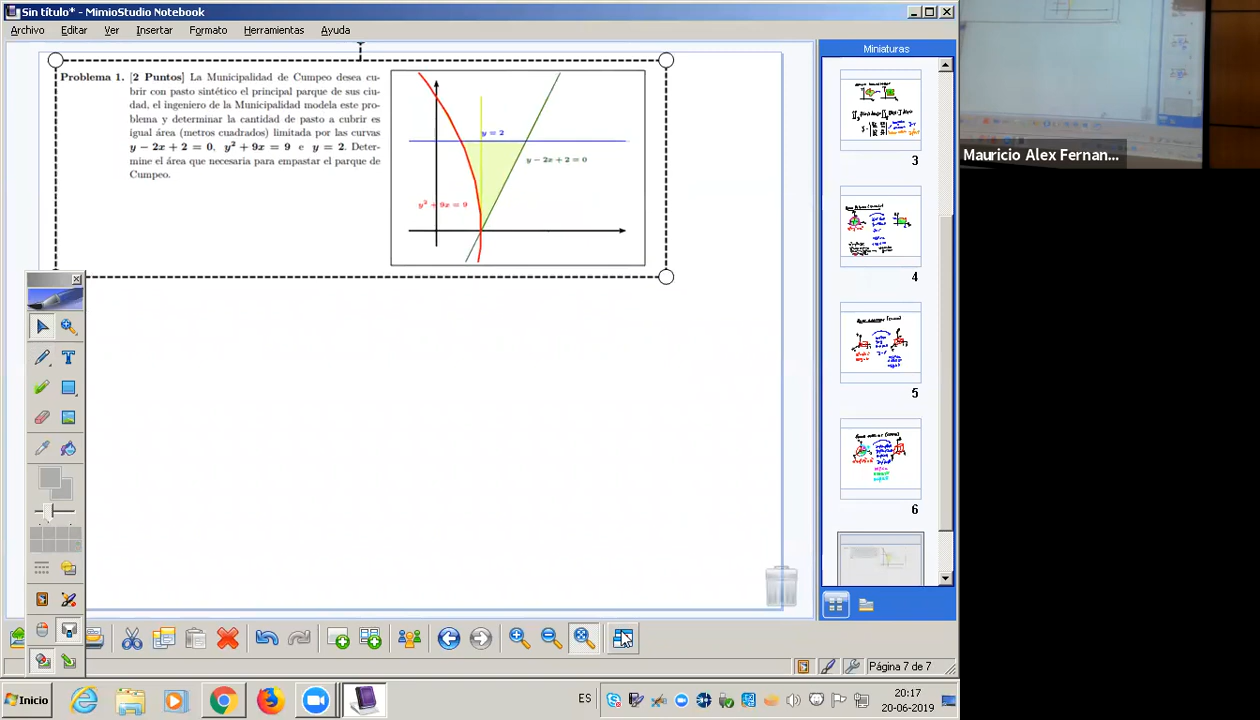 Sin título* - MimioStudio Notebook
Archivo Editar Ver Insertar Formato Herramientas Ayuda
Problema 1. [2 Puntos] La Municipalidad de Cumpeo desea cu-
brir con pasto sintético el principal parque de sus ciu-
dad, el ingeniero de la Municipalidad modela este pro-
blema y determinar la cantidad de pasto a cubrir es
igual área (metros cuadrados) limitada por las curvas
y − 2x + 2 = 0, y² + 9x = 9 e y = 2. Deter-
mine el área que necesaria para empastar el parque de
Cumpeo.
y = 2
y − 2x + 2 = 0
y² + 9x = 9
Miniaturas
3
4
5
6
Mauricio Alex Fernan...
Página 7 de 7
Inicio
ES
20:17
20-06-2019